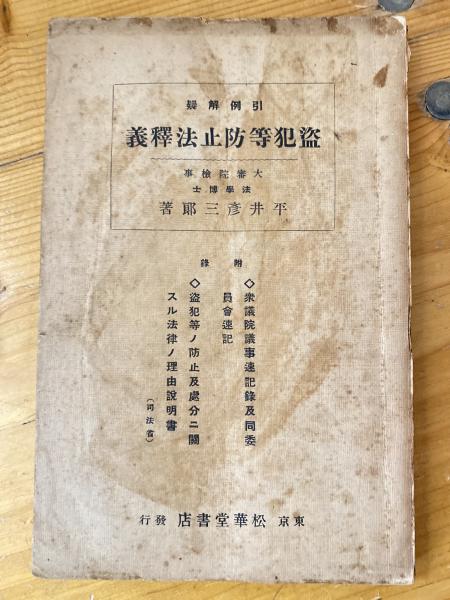 引例解疑
盜犯等防止法釋義
大審院檢事
法學博士
平井彥三郞著
附錄
◇衆議院議事速記錄及同委
員會速記
◇盜犯等ノ防止及處分ニ關
スル法律ノ理由說明書
(司法省)
東京 松華堂書店 發行